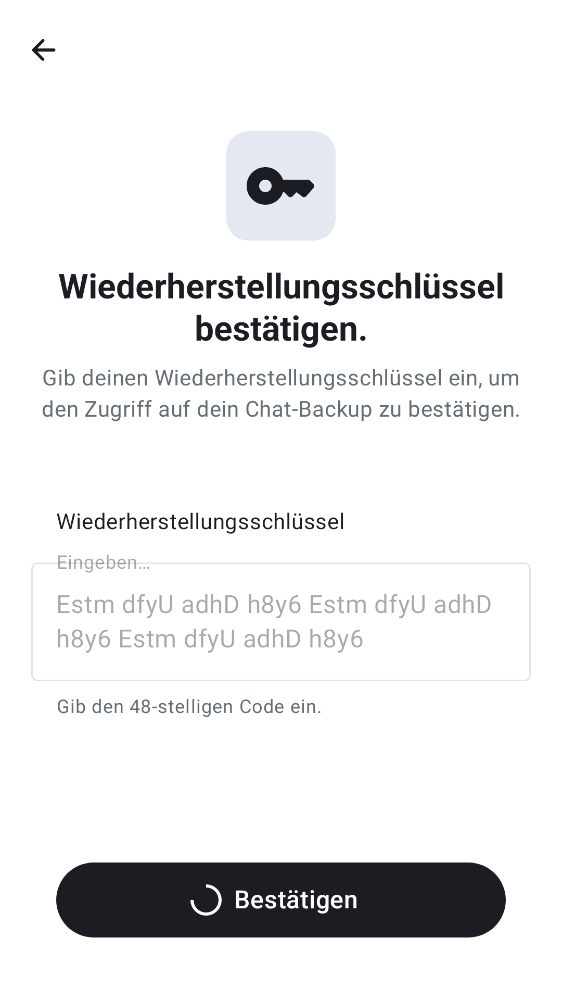 Wiederherstellungsschlüssel
bestätigen.
Gib deinen Wiederherstellungsschlüssel ein, um
den Zugriff auf dein Chat-Backup zu bestätigen.
Wiederherstellungsschlüssel
Eingeben…
Estm dfyU adhD h8y6 Estm dfyU adhD
h8y6 Estm dfyU adhD h8y6
Gib den 48-stelligen Code ein.
Bestätigen